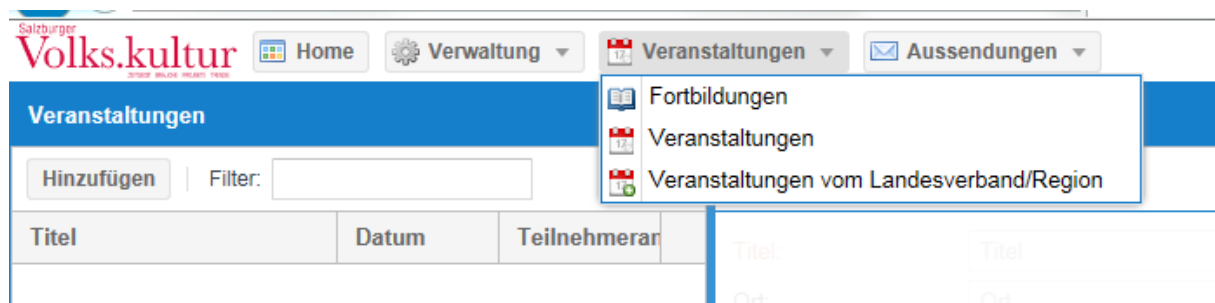 Salzburger
Volks.kultur
Home Verwaltung Veranstaltungen Aussendungen
Veranstaltungen
Fortbildungen
Veranstaltungen
Veranstaltungen vom Landesverband/Region
Hinzufügen Filter:
Titel Datum Teilnehmeran
Titel: Titel
Ort: Ort